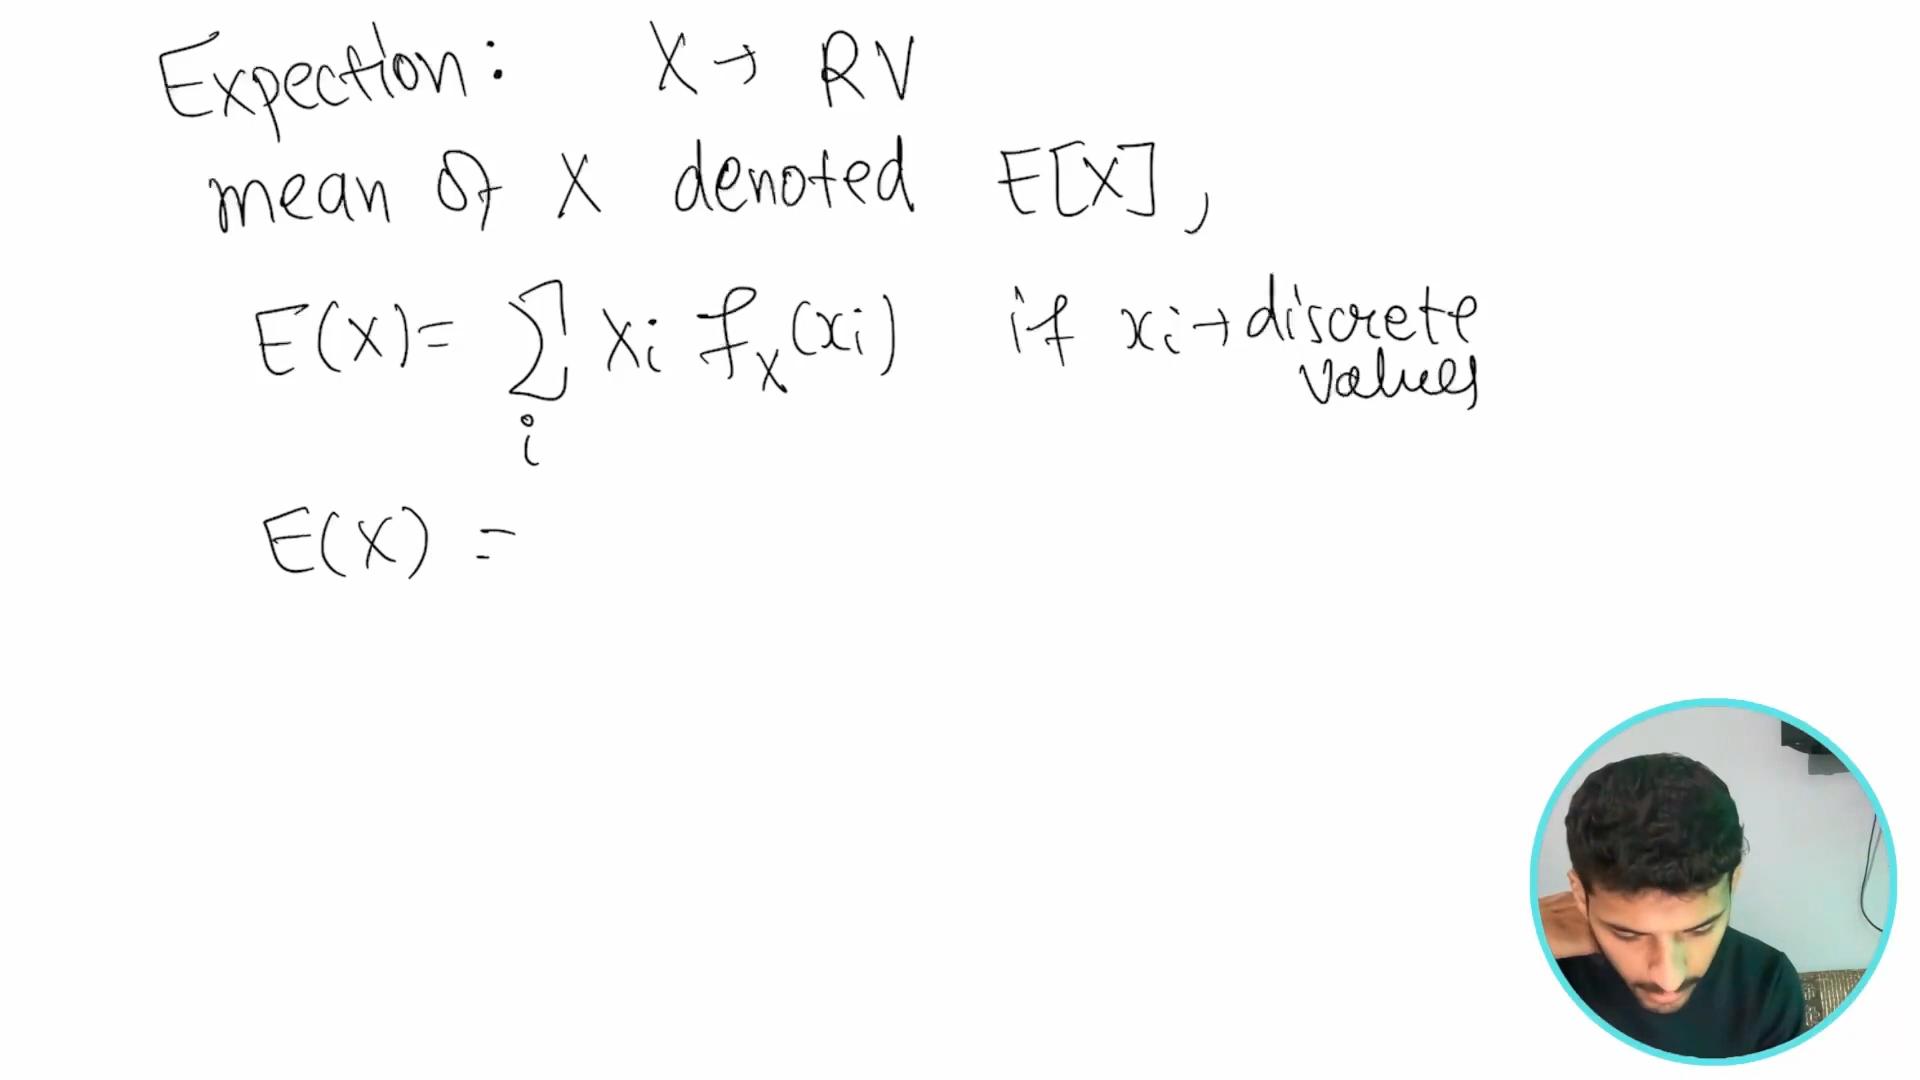 Expection: X → RV
mean of X denoted E[X],
E(X) = ∑ xi fX(xi) if xi → discrete
values
i
E(X) =